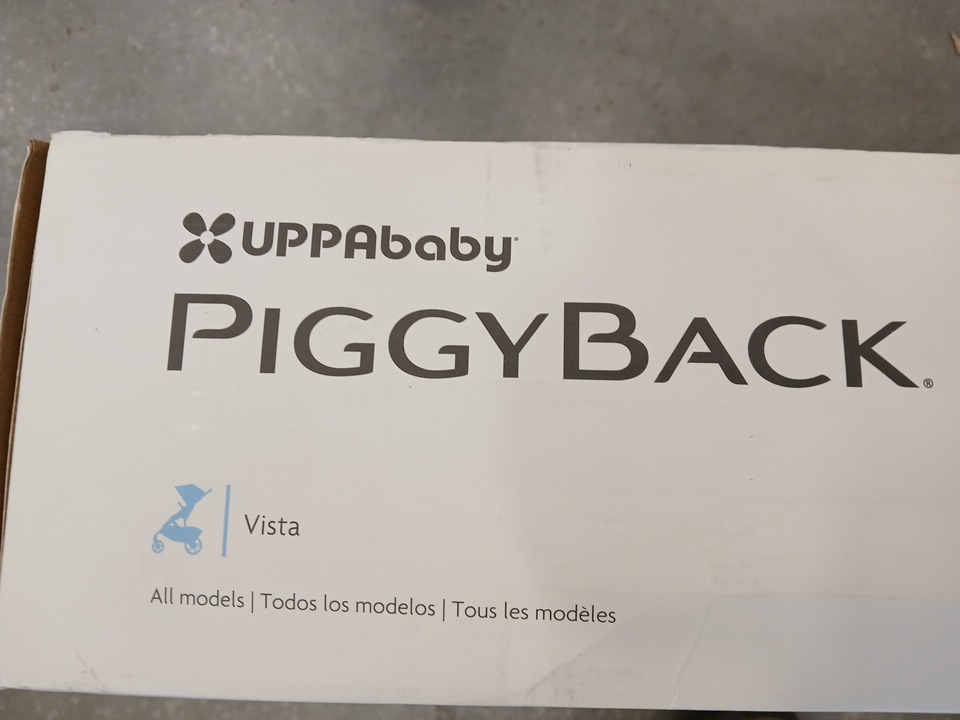 UPPAbaby
PIGGYBACK®
Vista
All models | Todos los modelos | Tous les modèles